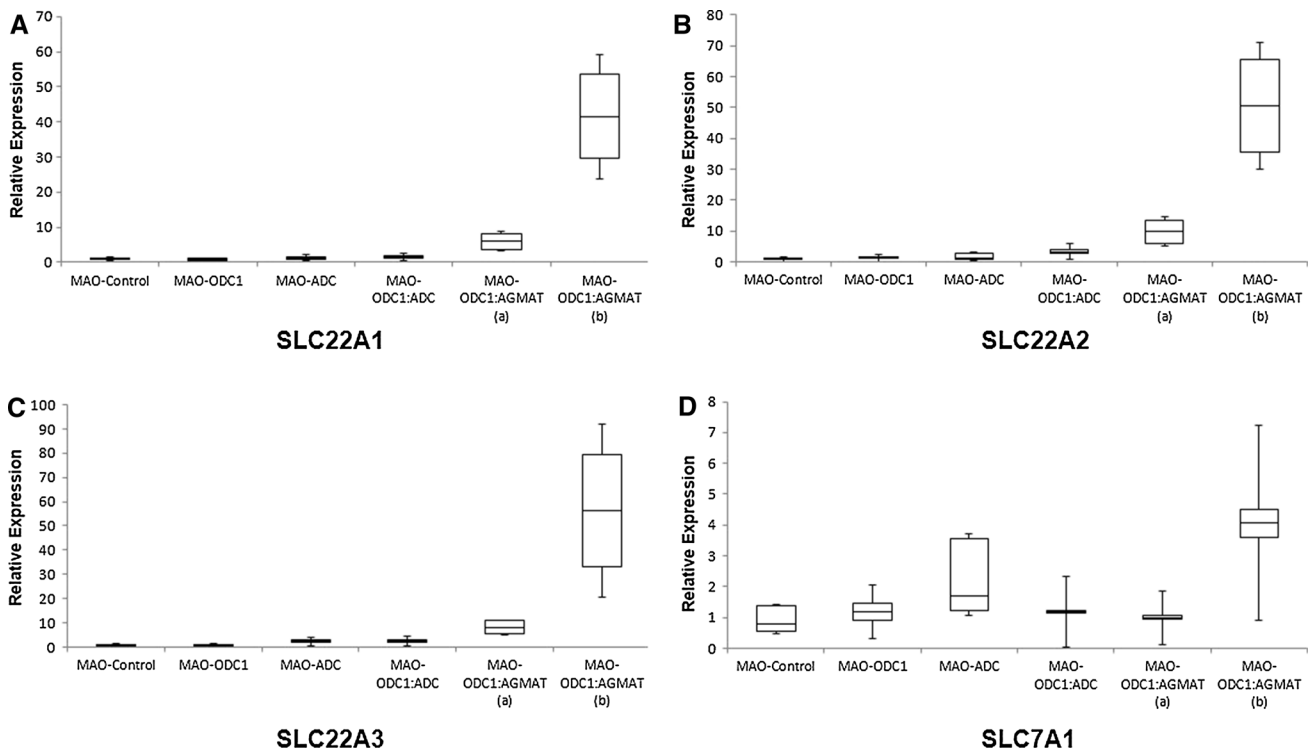 A
Relative Expression
70
60
50
40
30
20
10
0
MAO-Control
MAO-ODC1
MAO-ADC
MAO-
ODC1:ADC
MAO-
ODC1:AGMAT
(a)
MAO-
ODC1:AGMAT
(b)
SLC22A1
B
Relative Expression
80
70
60
50
40
30
20
10
0
MAO-Control
MAO-ODC1
MAO-ADC
MAO-
ODC1:ADC
MAO-
ODC1:AGMAT
(a)
MAO-
ODC1:AGMAT
(b)
SLC22A2
C
Relative Expression
100
90
80
70
60
50
40
30
20
10
0
MAO-Control
MAO-ODC1
MAO-ADC
MAO-
ODC1:ADC
MAO-
ODC1:AGMAT
(a)
MAO-
ODC1:AGMAT
(b)
SLC22A3
D
Relative Expression
8
7
6
5
4
3
2
1
0
MAO-Control
MAO-ODC1
MAO-ADC
MAO-
ODC1:ADC
MAO-
ODC1:AGMAT
(a)
MAO-
ODC1:AGMAT
(b)
SLC7A1